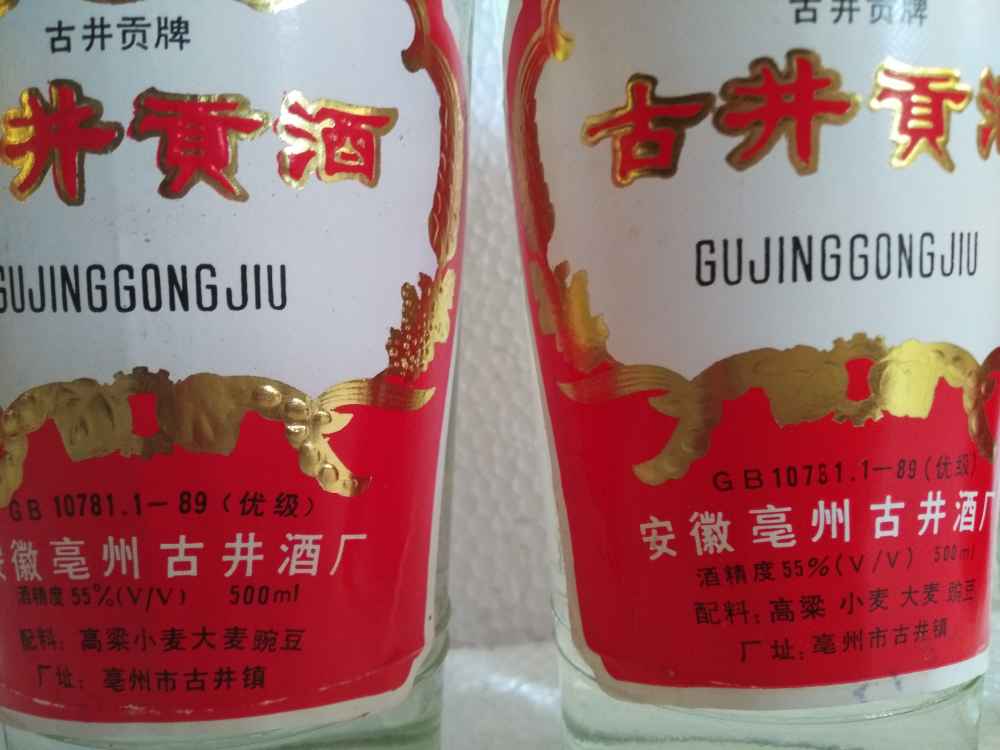 古井贡牌
井贡酒
GUJINGGONGJIU
GB 10781.1—89（优级）
安徽亳州 古井酒厂
酒精度 55%(V/V) 500ml
配料：高粱小麦大麦豌豆
厂址：亳州市古井镇
古井贡牌
古井贡酒
GUJINGGONGJIU
GB 10781.1—89（优级）
安徽亳州 古井酒厂
酒精度 55%(V/V) 500ml
配料：高粱 小麦 大麦 豌豆
厂址：亳州市古井镇